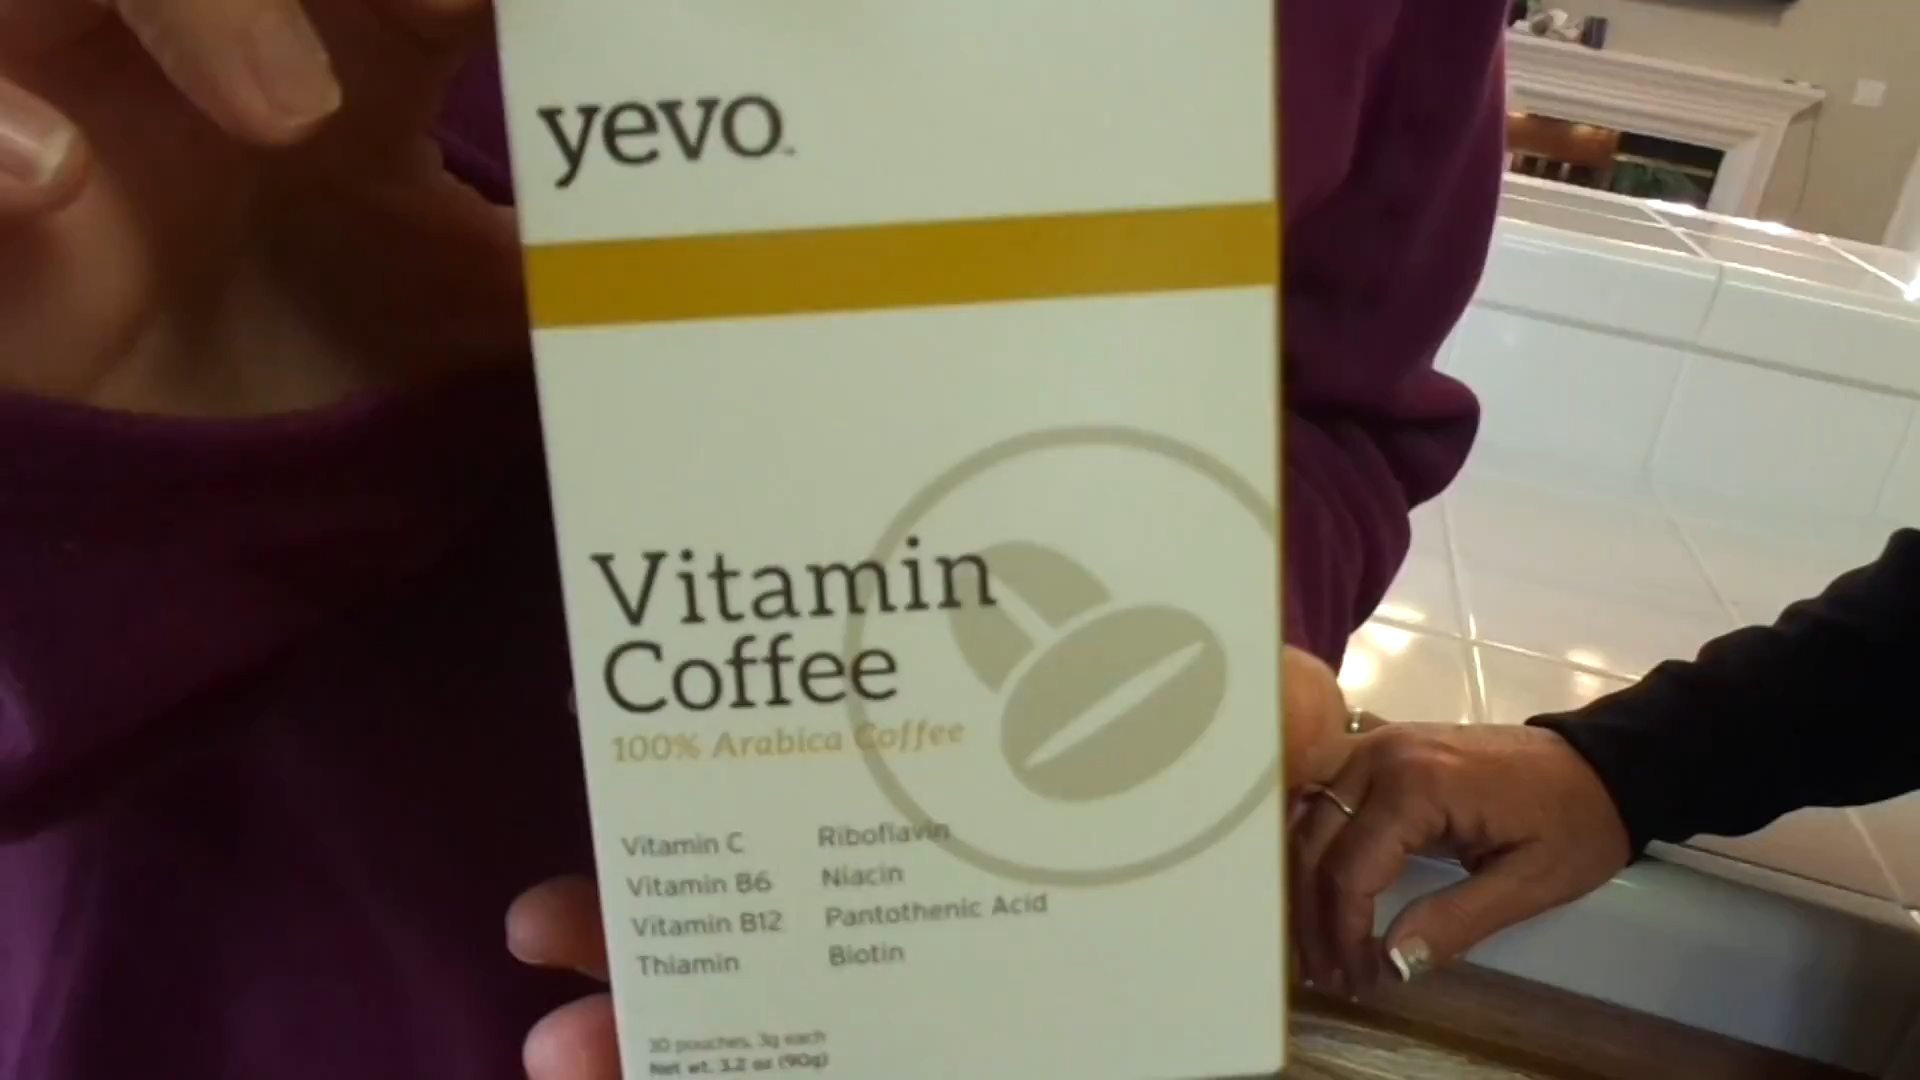 yevo™
Vitamin
Coffee
100% Arabica Coffee
Vitamin C
Vitamin B6
Vitamin B12
Thiamin
Riboflavin
Niacin
Pantothenic Acid
Biotin
30 pouches, 3g each
Net wt. 3.2 oz (90g)